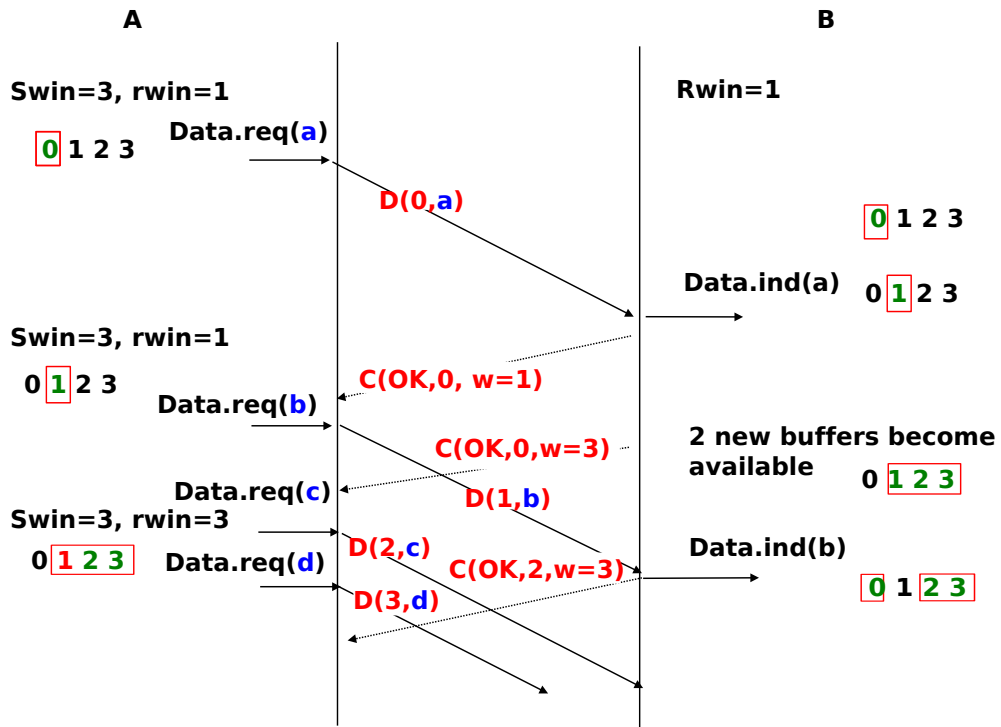 A
B
Swin=3, rwin=1
Rwin=1
Data.req(a)
0 1 2 3
D(0,a)
0 1 2 3
Data.ind(a)
0 1 2 3
Swin=3, rwin=1
C(OK,0, w=1)
0 1 2 3
Data.req(b)
2 new buffers become
available
C(OK,0,w=3)
0 1 2 3
Data.req(c)
D(1,b)
Swin=3, rwin=3
D(2,c)
Data.ind(b)
0 1 2 3
Data.req(d)
C(OK,2,w=3)
0 1 2 3
D(3,d)